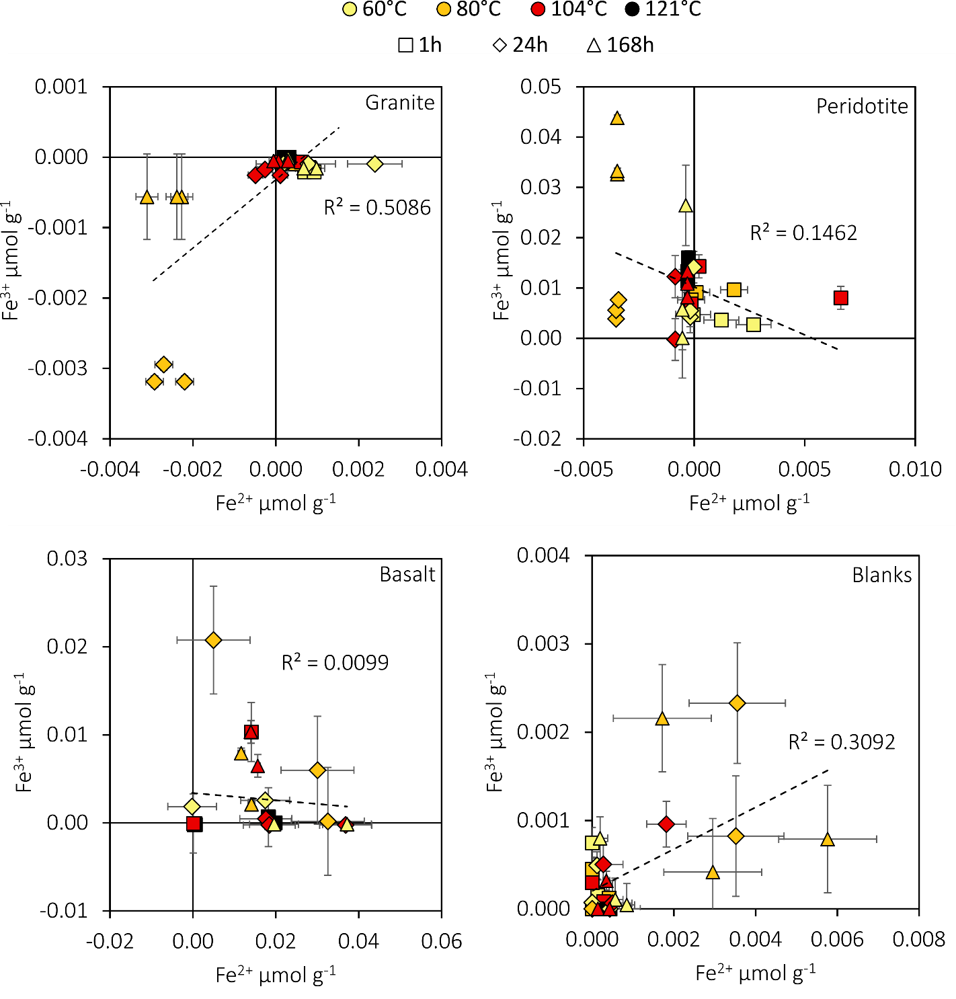 60°C 80°C 104°C 121°C
1h 24h 168h
Granite
0.001
0.000
-0.001
-0.002
-0.003
-0.004
-0.004 -0.002 0.000 0.002 0.004
R² = 0.5086
Fe³⁺ µmol g⁻¹
Fe²⁺ µmol g⁻¹
Peridotite
0.05
0.04
0.03
0.02
0.01
0.00
-0.01
-0.02
-0.005 0.000 0.005 0.010
R² = 0.1462
Fe³⁺ µmol g⁻¹
Fe²⁺ µmol g⁻¹
Basalt
0.03
0.02
0.01
0.00
-0.01
-0.02 0.00 0.02 0.04 0.06
R² = 0.0099
Fe³⁺ µmol g⁻¹
Fe²⁺ µmol g⁻¹
Blanks
0.004
0.003
0.002
0.001
0.000
0.000 0.002 0.004 0.006 0.008
R² = 0.3092
Fe³⁺ µmol g⁻¹
Fe²⁺ µmol g⁻¹